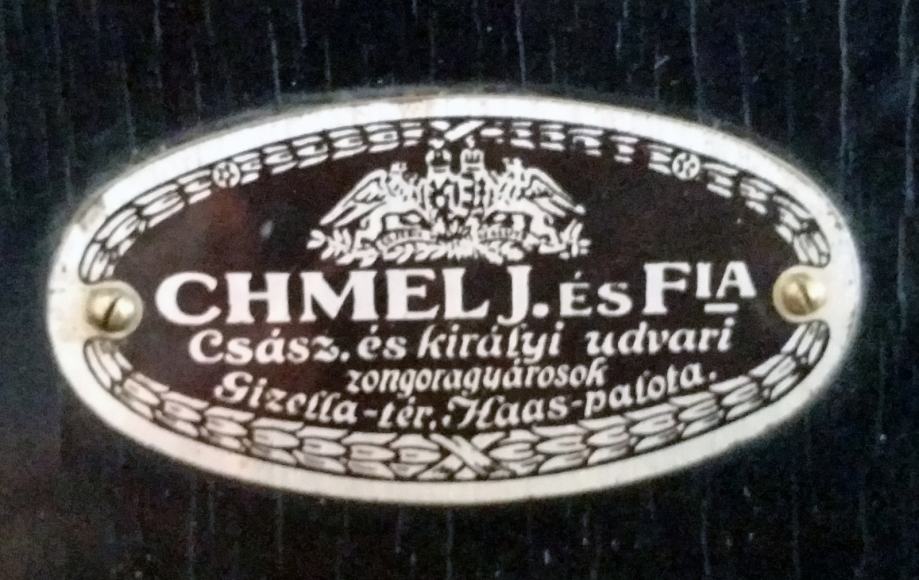 CHMEL J. ÉS FIA
Csász. és királyi udvari
zongoragyárosok
Gizella-tér. Haas-palota.